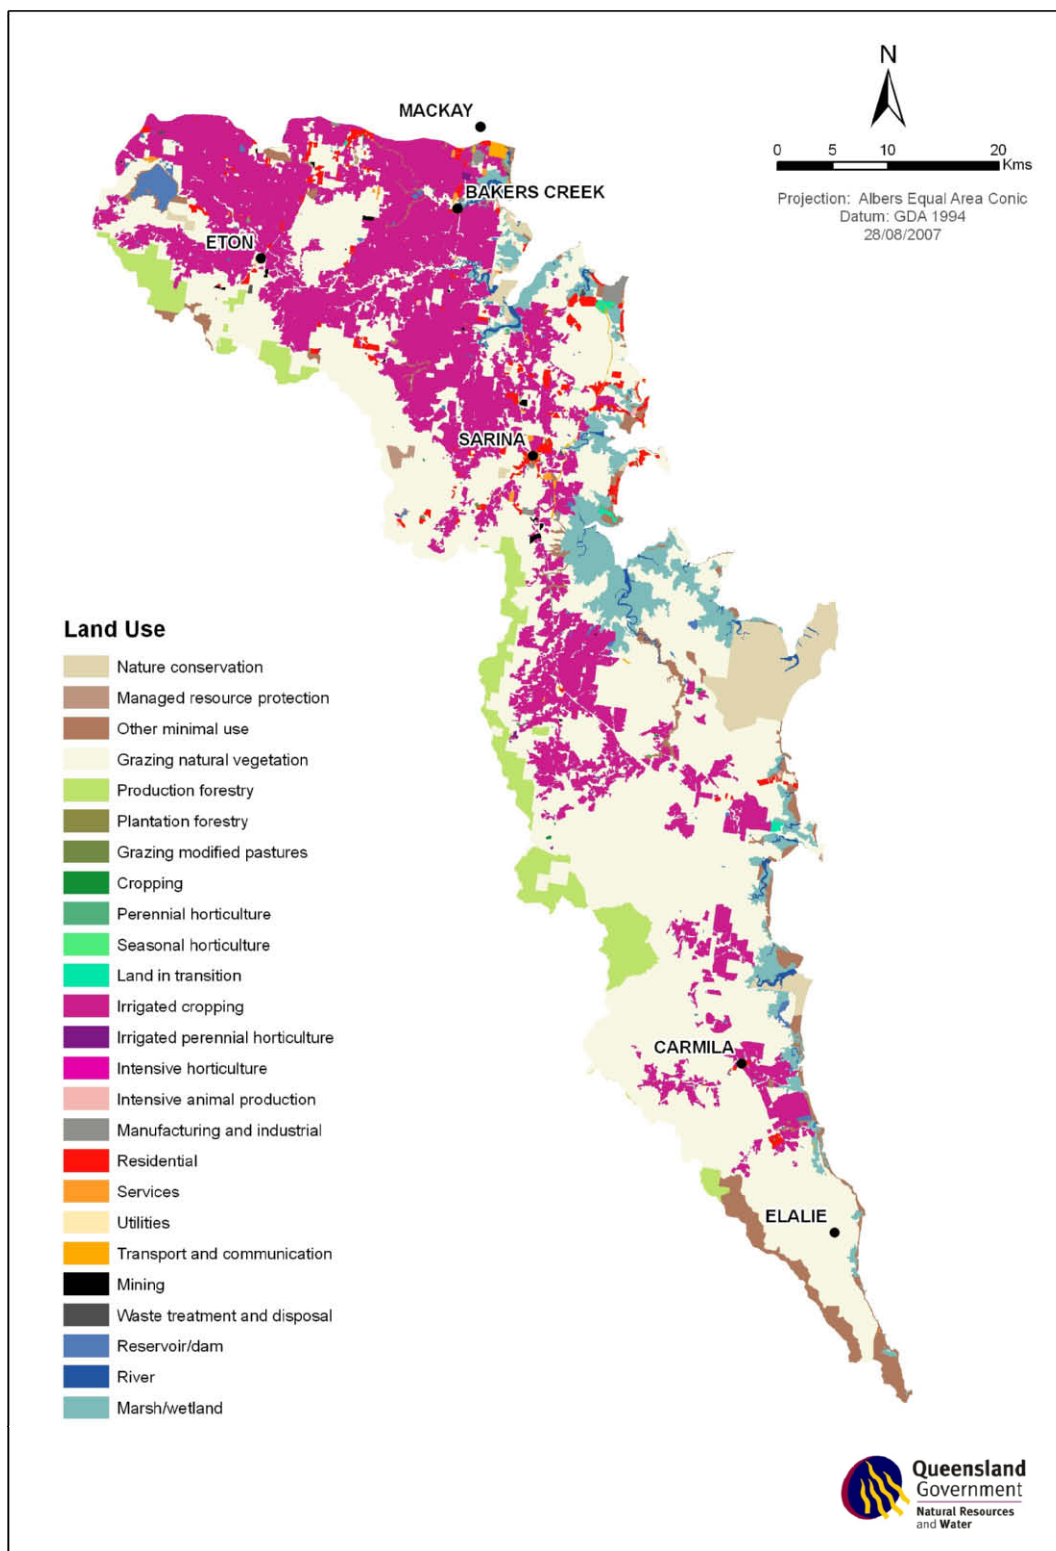 N
MACKAY
0 5 10 20
Kms
Projection: Albers Equal Area Conic
Datum: GDA 1994
28/08/2007
BAKERS CREEK
ETON
SARINA
Land Use
Nature conservation
Managed resource protection
Other minimal use
Grazing natural vegetation
Production forestry
Plantation forestry
Grazing modified pastures
Cropping
Perennial horticulture
Seasonal horticulture
Land in transition
Irrigated cropping
Irrigated perennial horticulture
Intensive horticulture
Intensive animal production
Manufacturing and industrial
Residential
Services
Utilities
Transport and communication
Mining
Waste treatment and disposal
Reservoir/dam
River
Marsh/wetland
CARMILA
ELALIE
Queensland
Government
Natural Resources
and Water